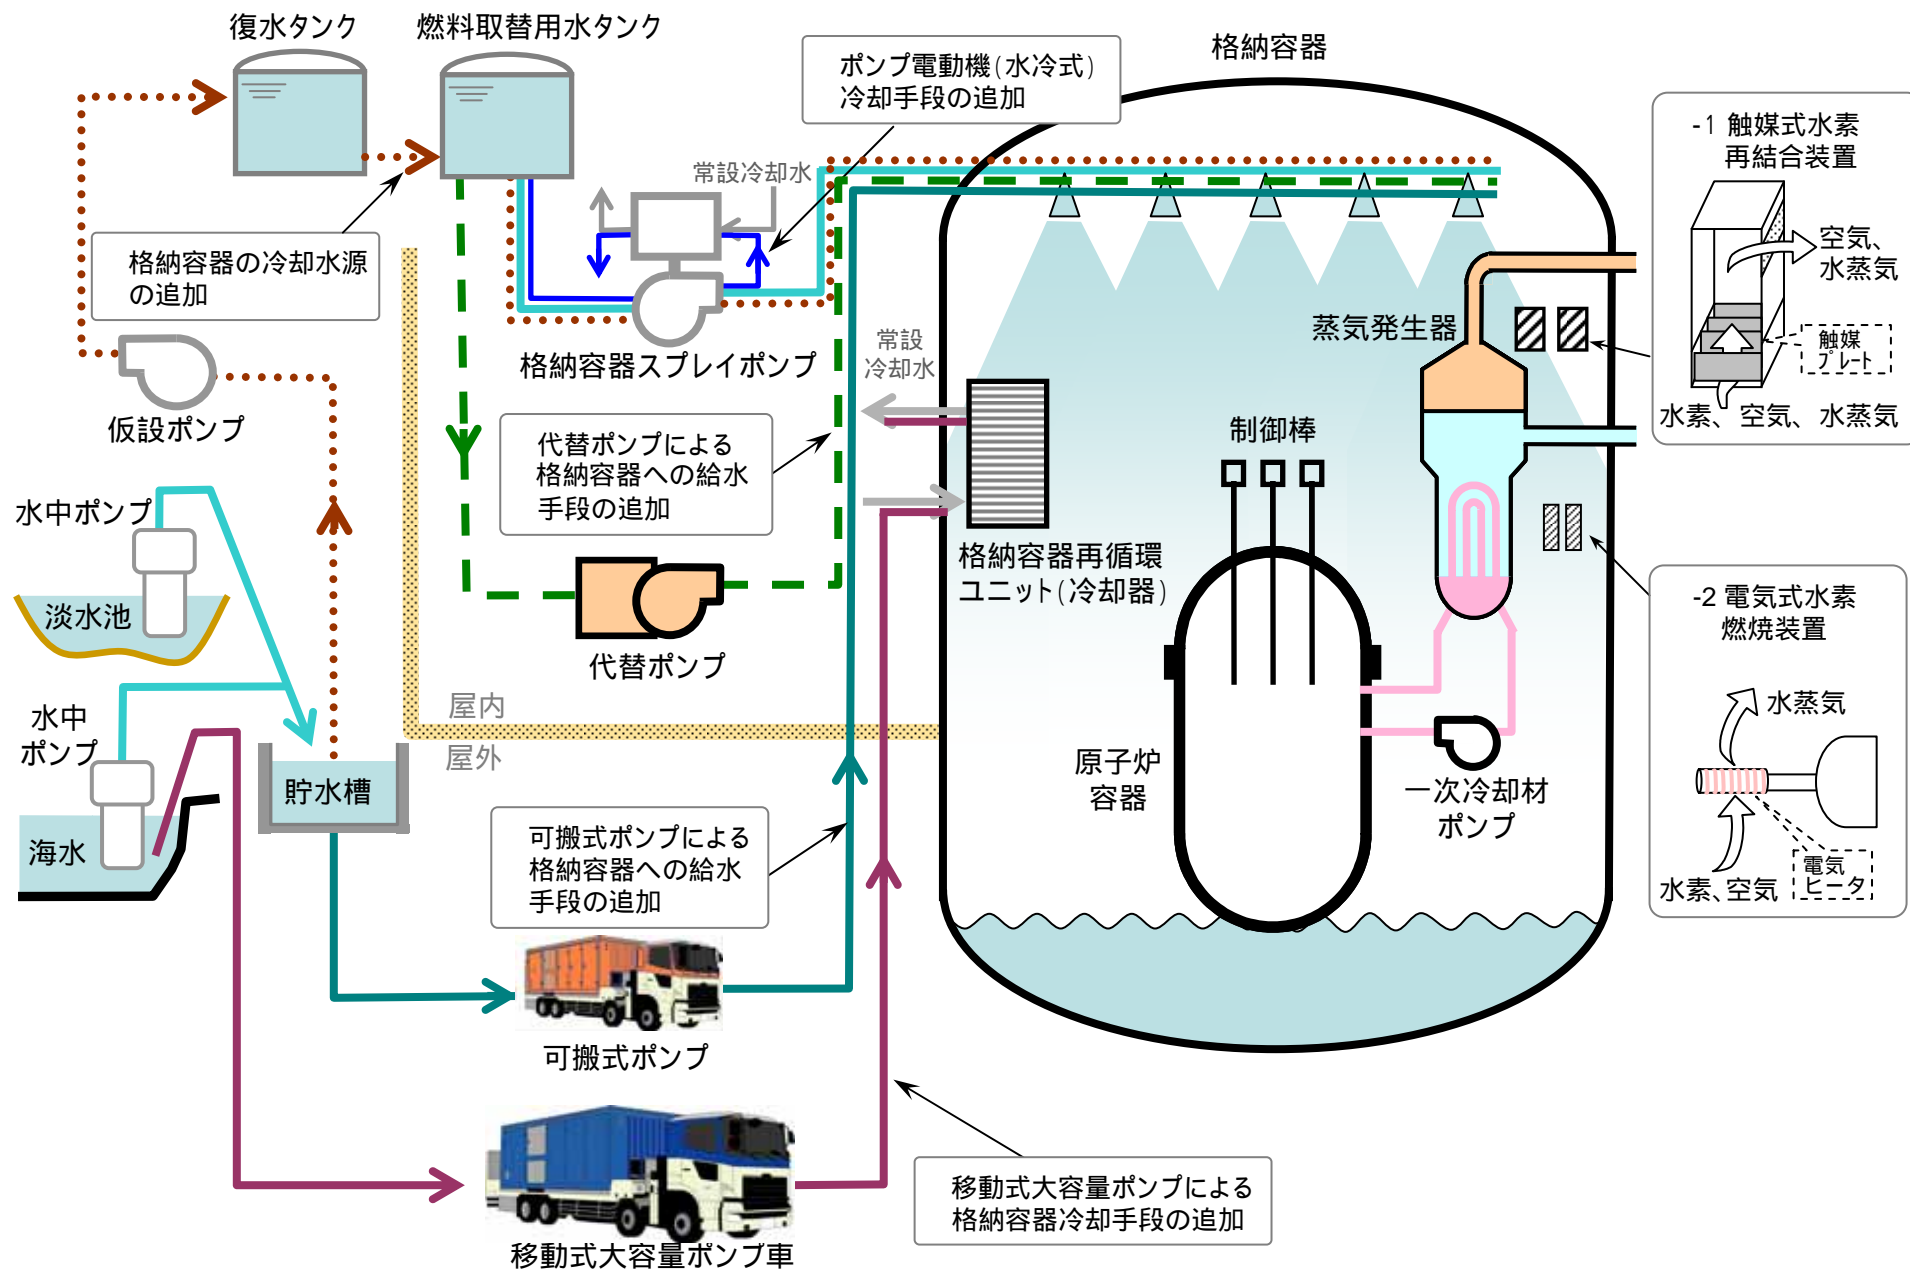 復水タンク
燃料取替用水タンク
ポンプ電動機(水冷式)
冷却手段の追加
格納容器
-1 触媒式水素
再結合装置
空気、
水蒸気
触媒
プレート
水素、空気、水蒸気
常設冷却水
格納容器の冷却水源
の追加
格納容器スプレイポンプ
仮設ポンプ
常設
冷却水
蒸気発生器
制御棒
代替ポンプによる
格納容器への給水
手段の追加
水中ポンプ
淡水池
格納容器再循環
ユニット(冷却器)
代替ポンプ
-2 電気式水素
燃焼装置
水蒸気
電気
ヒータ
水素、空気
屋内
屋外
水中
ポンプ
海水
貯水槽
原子炉
容器
一次冷却材
ポンプ
可搬式ポンプによる
格納容器への給水
手段の追加
可搬式ポンプ
移動式大容量ポンプによる
格納容器冷却手段の追加
移動式大容量ポンプ車